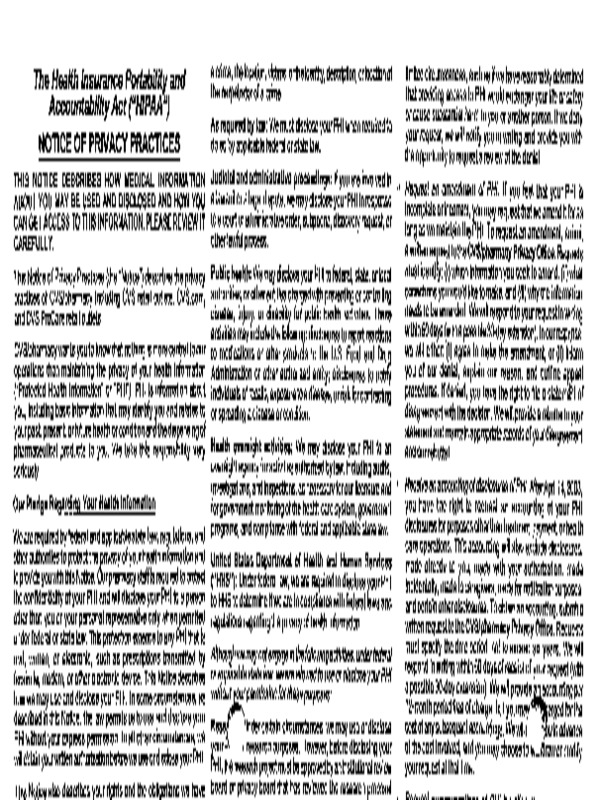 The Health Insurance Portability and
Accountability Act ("HIPAA")
NOTICE OF PRIVACY PRACTICES
THIS NOTICE DESCRIBES HOW MEDICAL INFORMATION
ABOUT YOU MAY BE USED AND DISCLOSED AND HOW YOU
CAN GET ACCESS TO THIS INFORMATION. PLEASE REVIEW IT
CAREFULLY.
This Notice of Privacy Practices (the "Notice") describes the privacy
practices of CVS/pharmacy including CVS retail outlets, CVS.com,
and CVS ProCare retail outlets
CVS/pharmacy wants you to know that nothing is more central to our
operations than maintaining the privacy of your health information
("Protected Health Information" or "PHI"). PHI is information about
you, including basic information that may identify you and relates to
your past, present, or future health or condition and the dispensing of
pharmaceutical products to you. We take this responsibility very
seriously
Our Pledge Regarding Your Health Information
We are required by federal and applicable state law, regulations, and
other authorities to protect the privacy of your health information and
to provide you with this Notice. Our pharmacy staff is required to protect
the confidentiality of your PHI and will disclose your PHI to a person
other than you or your personal representative only when permitted
under federal or state law. This protection extends to any PHI that is
oral, written, or electronic, such as prescriptions transmitted by
facsimile, modem, or other electronic device. This Notice describes
how we may use and disclose your PHI. In some circumstances, as
described in this Notice, the law permits us to use and disclose your
PHI without your express permission. In all other circumstances, we
will obtain your written authorization before we use and disclose your PHI.
This Notice also describes your rights and the obligations we have
a crime, the location, victims or the identity, description, or location of
the perpetrator of a crime
As required by law: We must disclose your PHI when required to
do so by applicable federal or state law.
Judicial and administrative proceedings: If you are involved in
a lawsuit or a legal dispute, we may disclose your PHI in response
to a court or administrative order, subpoena, discovery request, or
other lawful process.
Public health: We may disclose your PHI to federal, state, or local
authorities, or other entities charged with preventing or controlling
disease, injury, or disability for public health activities. These
activities may include the following: disclosures to report reactions
to medications or other products to the U.S. Food and Drug
Administration or other authorized entity; disclosures to notify
individuals of recalls, exposure to a disease, or risk for contracting
or spreading a disease or condition.
Health oversight activities: We may disclose your PHI to an
oversight agency for activities authorized by law, including audits,
investigations, and inspections, as necessary for our licensure and
for government monitoring of the health care system, government
programs, and compliance with federal and applicable state law.
United States Department of Health and Human Services
("HHS"): Under federal law, we are required to disclose your PHI
to HHS to determine if we are in compliance with federal laws and
regulations regarding the privacy of health information
Although we may not engage in the following activities, under federal
or applicable state law we are allowed to use or disclose your PHI
without your permission for these purposes:
under certain circumstances, we may use or disclose
research purposes. However, before disclosing your
PHI, the research project must be approved by an institutional review
board or privacy board that has reviewed the research proposal
limited circumstances, such as if we have reasonably determined
that providing access to PHI would endanger your life or safety
or cause substantial harm to you or another person. If we deny
your request, we will notify you in writing and provide you with
the opportunity to request a review of the denial
Request an amendment of PHI. If you feel that your PHI is
incomplete or incorrect, you may request that we amend it for as
long as we maintain the PHI. To request an amendment, submit
a written request to the CVS/pharmacy Privacy Office. Requests
must identify: (i) which information you seek to amend, (ii) what
corrections you would like to make, and (iii) why the information
needs to be amended. We will respond to your request in writing
within 60 days (with a possible 30-day extension). In our response,
we will either: (i) agree to make the amendment, or (ii) inform
you of our denial, explain our reason, and outline appeal
procedures. If denied, you have the right to file a statement of
disagreement with the decision. We will provide a rebuttal to your
statement and maintain appropriate records of your disagreement
and our rebuttal
Receive an accounting of disclosures of PHI. After April 14, 2003,
you have the right to request an accounting of your PHI
disclosures for purposes other than treatment, payment, or health
care operations. This accounting will also exclude disclosures
made directly to you, made with your authorization, made
incidentally, made to caregivers, made for notification purposes,
and certain other disclosures. To obtain an accounting, submit a
written request to the CVS/pharmacy Privacy Office. Requests
must specify the time period, not to exceed six years. We will
respond in writing within 60 days of receipt of your request (with
a possible 30-day extension). We will provide an accounting per
12-month period free of charge
the cost of any subsequent accountings.
of the cost involved, and you may choose to withdraw or modify
your request at that time.